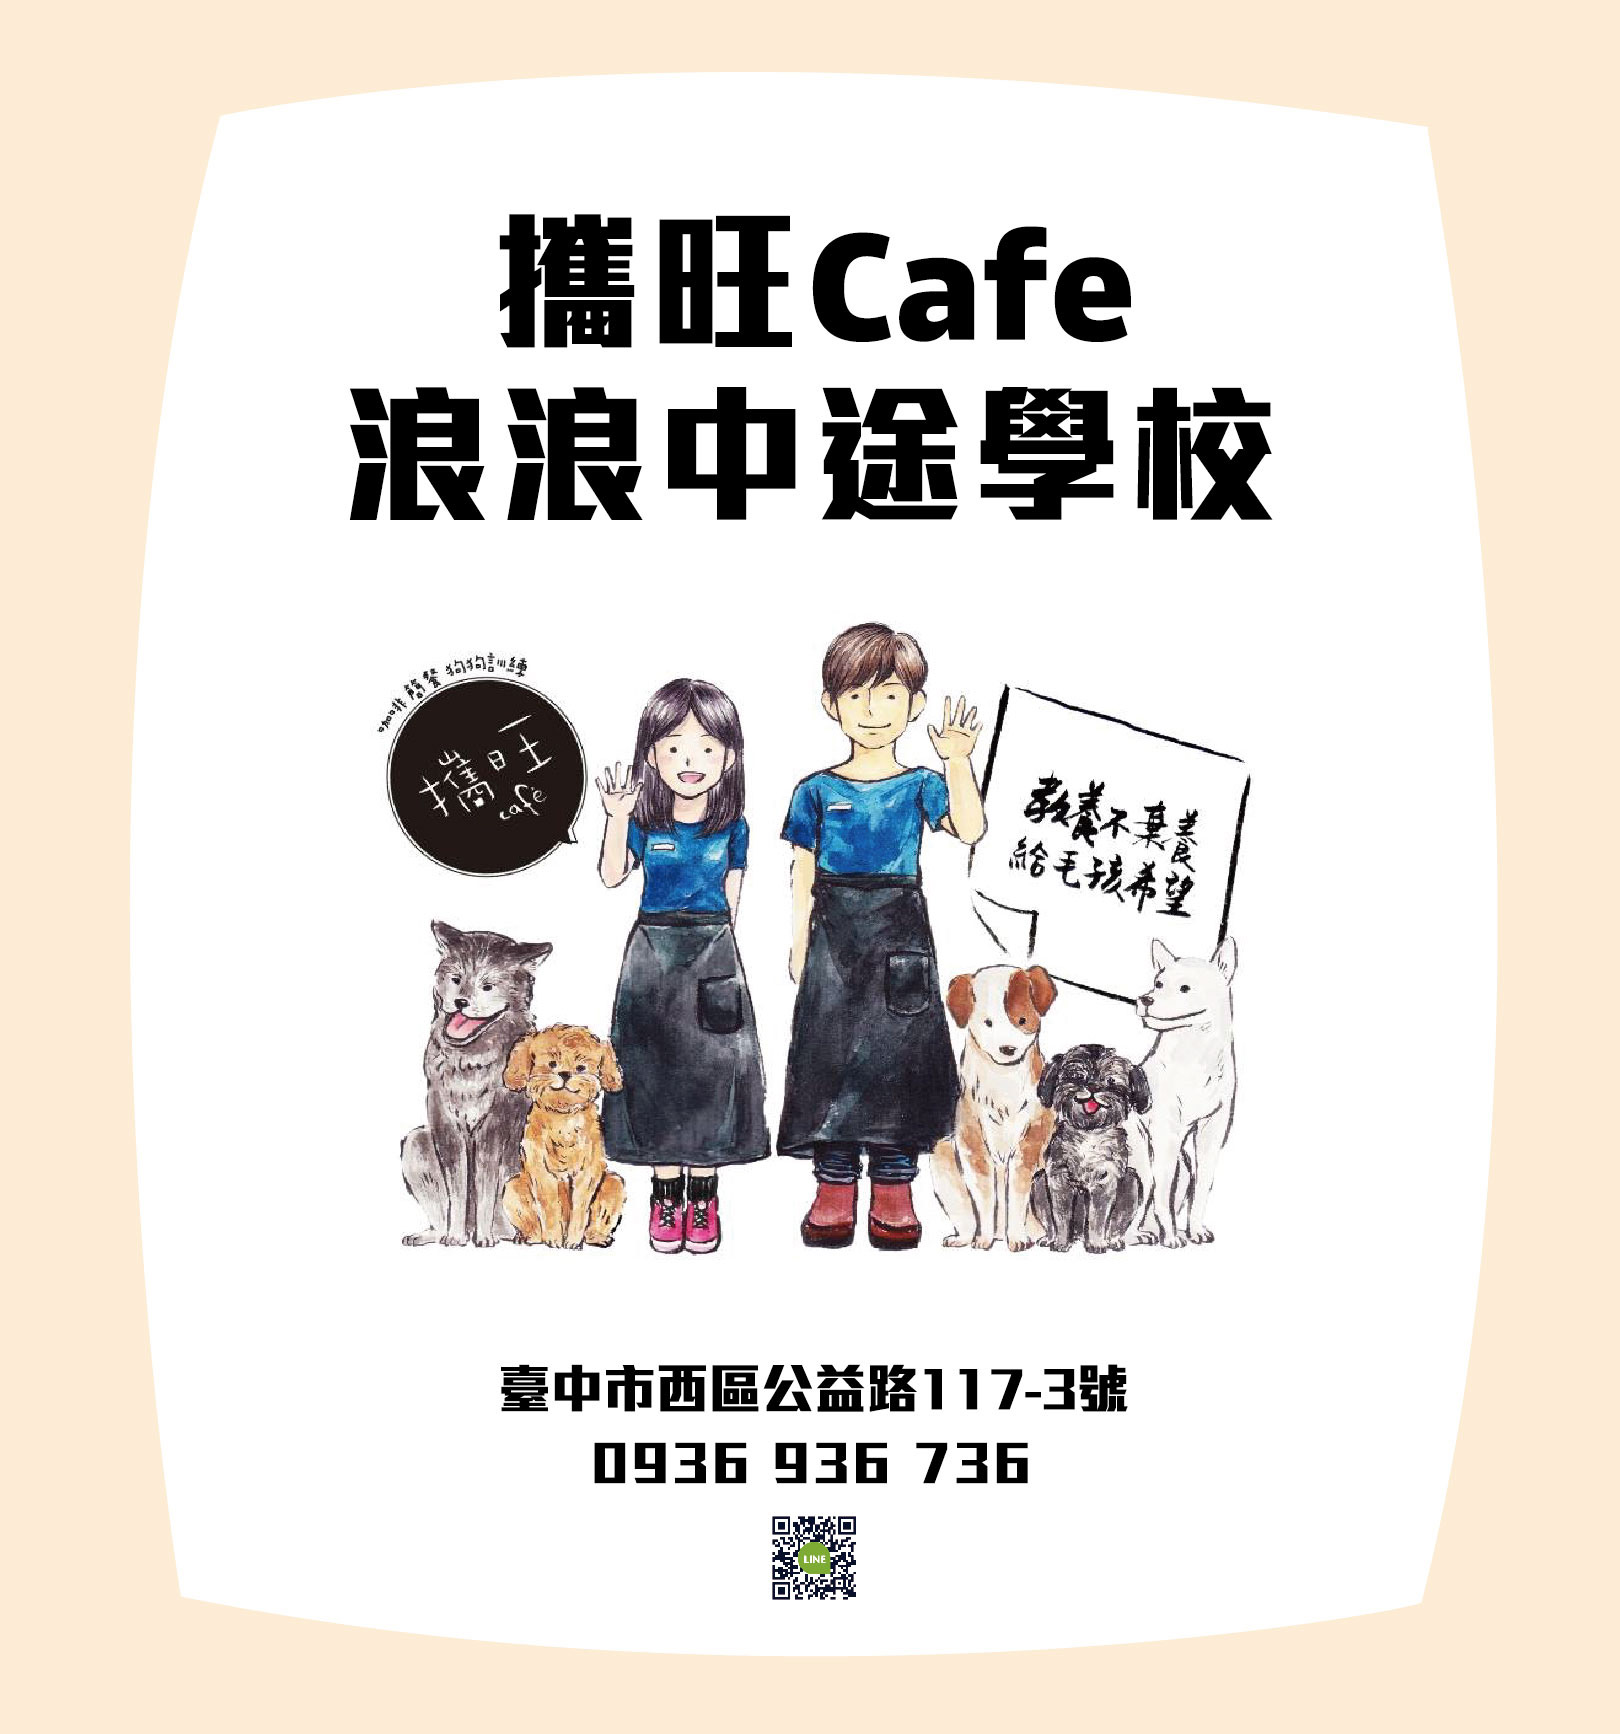 攜旺Cafe
浪浪中途學校
咖啡 簡餐 狗狗訓練
攜旺
cafe
教養不棄養
給毛孩希望
臺中市西區公益路117-3號
0936 936 736
LINE